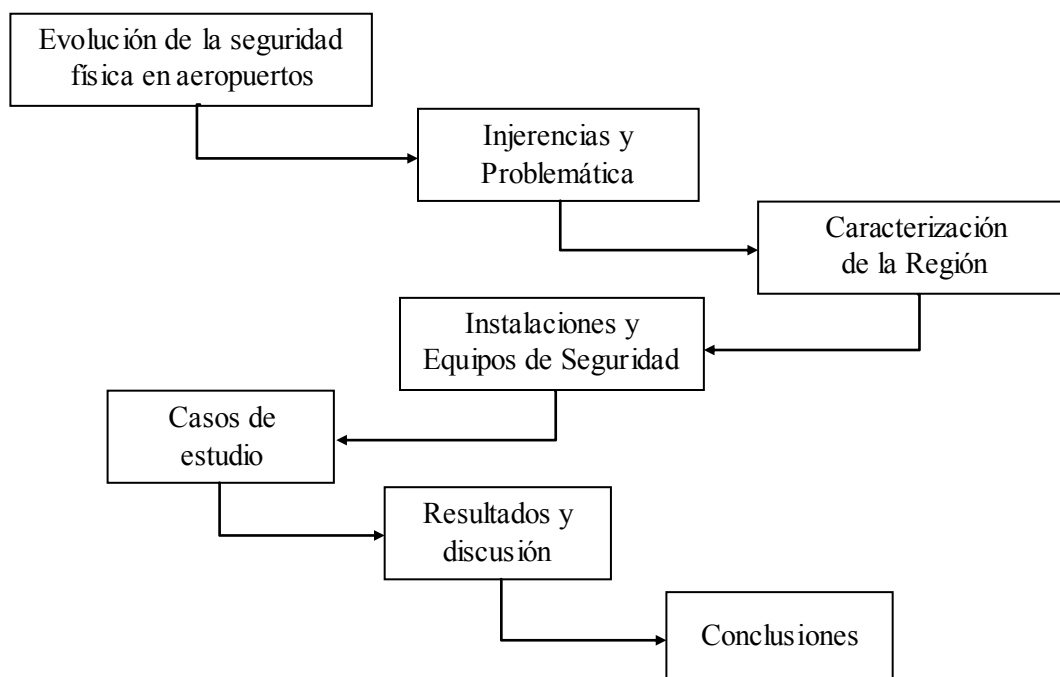 Evolución de la seguridad
física en aeropuertos
Injerencias y
Problemática
Caracterización
de la Región
Instalaciones y
Equipos de Seguridad
Casos de
estudio
Resultados y
discusión
Conclusiones